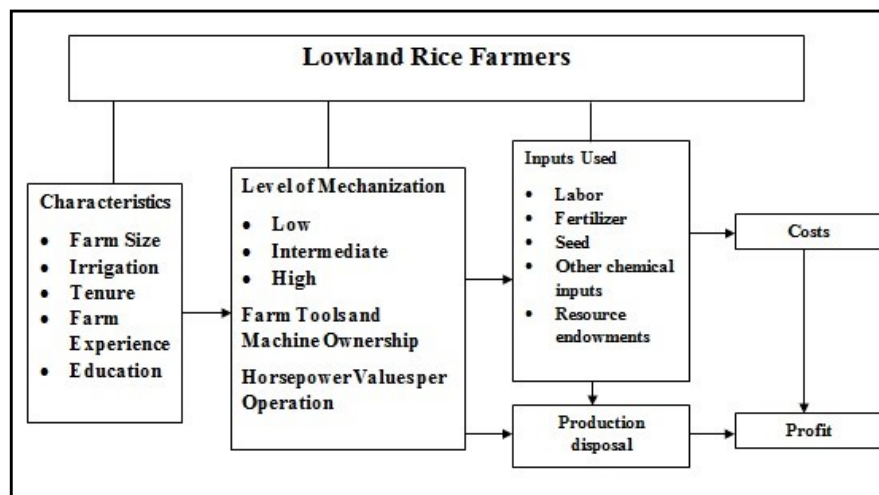 Lowland Rice Farmers
Characteristics
• Farm Size
• Irrigation
• Tenure
• Farm
Experience
• Education
Level of Mechanization
• Low
• Intermediate
• High
Farm Tools and
Machine Ownership
Horsepower Values per
Operation
Inputs Used
• Labor
• Fertilizer
• Seed
• Other chemical
inputs
• Resource
endowments
Costs
Production
disposal
Profit